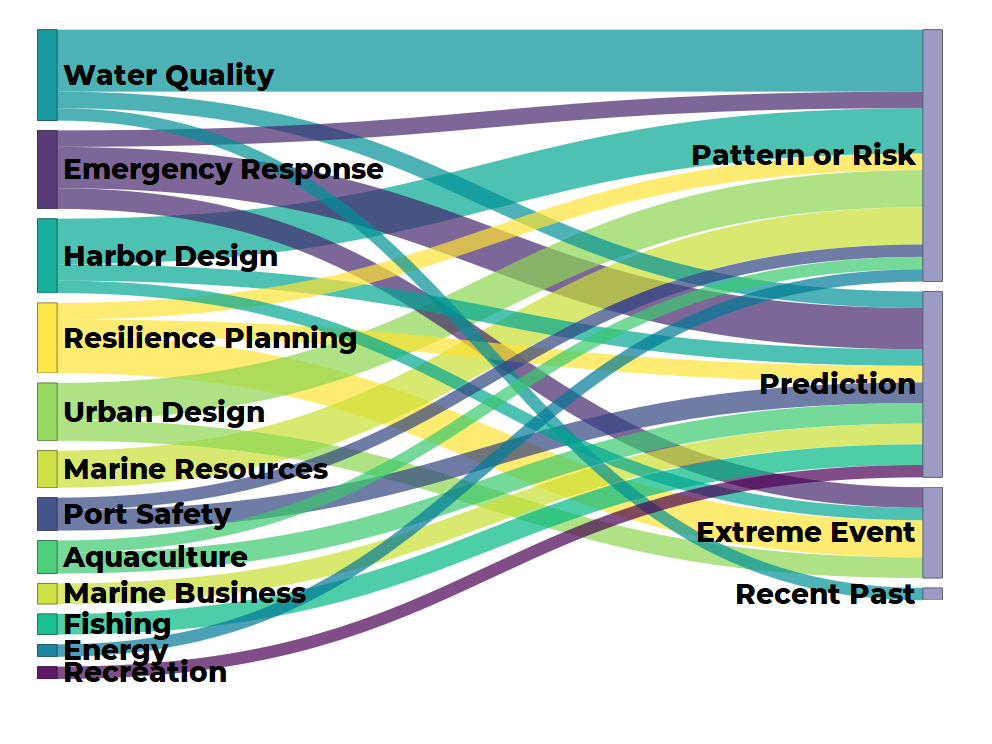 Water Quality
Emergency Response
Harbor Design
Resilience Planning
Urban Design
Marine Resources
Port Safety
Aquaculture
Marine Business
Fishing
Energy
Recreation
Pattern or Risk
Prediction
Extreme Event
Recent Past